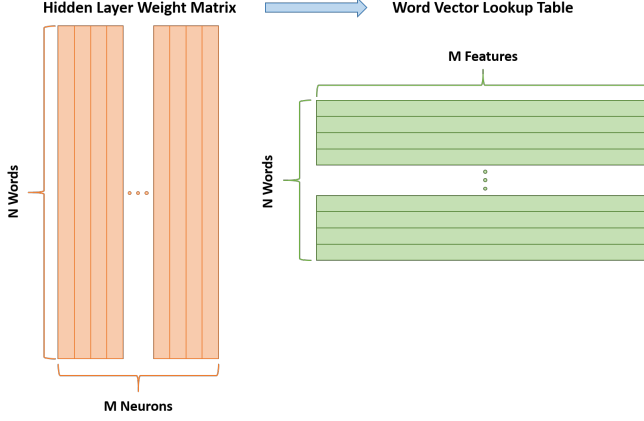 Hidden Layer Weight Matrix
Word Vector Lookup Table
M Features
N Words
N Words
M Neurons